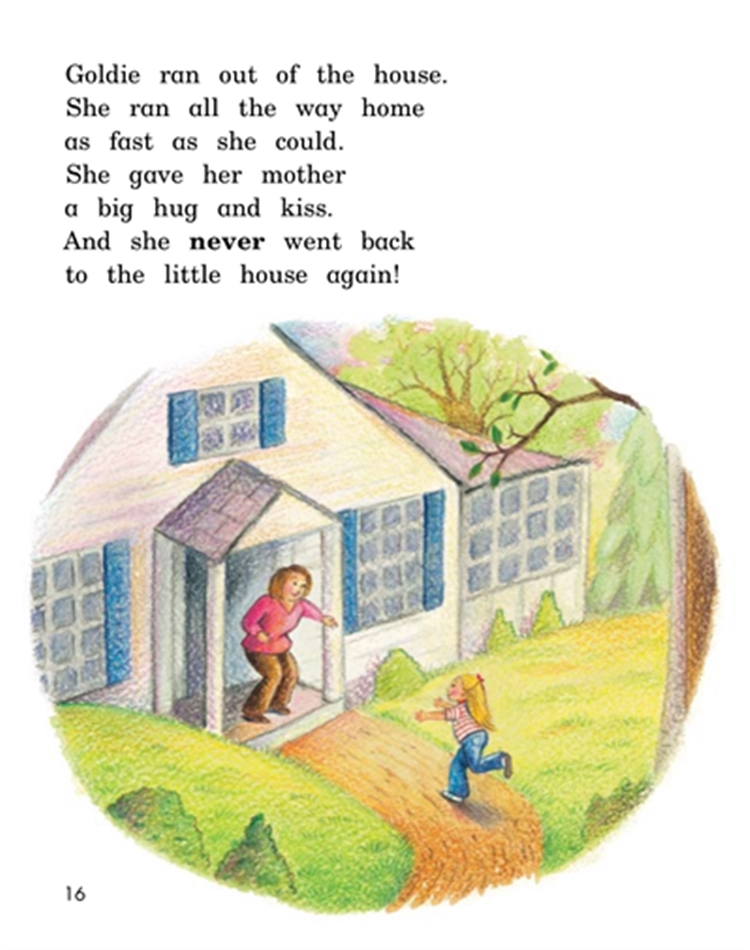 Goldie ran out of the house.
She ran all the way home
as fast as she could.
She gave her mother
a big hug and kiss.
And she never went back
to the little house again!
16